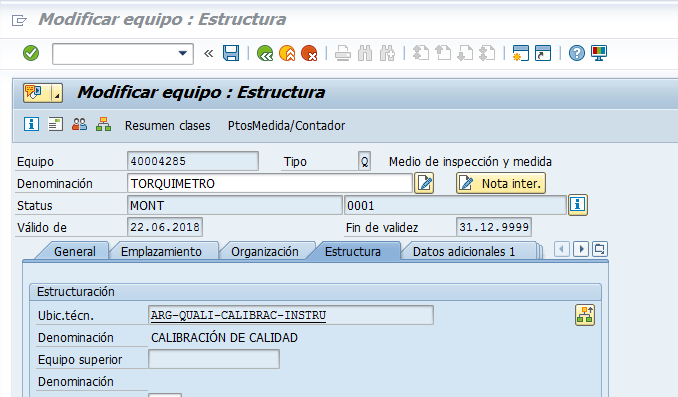 Modificar equipo : Estructura
Modificar equipo : Estructura
Resumen clases PtosMedida/Contador
Equipo 40004285 Tipo Q Medio de inspección y medida
Denominación TORQUIMETRO Nota inter.
Status MONT 0001
Válido de 22.06.2018 Fin de validez 31.12.9999
General Emplazamiento Organización Estructura Datos adicionales 1
Estructuración
Ubic.técn. ARG-QUALI-CALIBRAC-INSTRU
Denominación CALIBRACIÓN DE CALIDAD
Equipo superior
Denominación